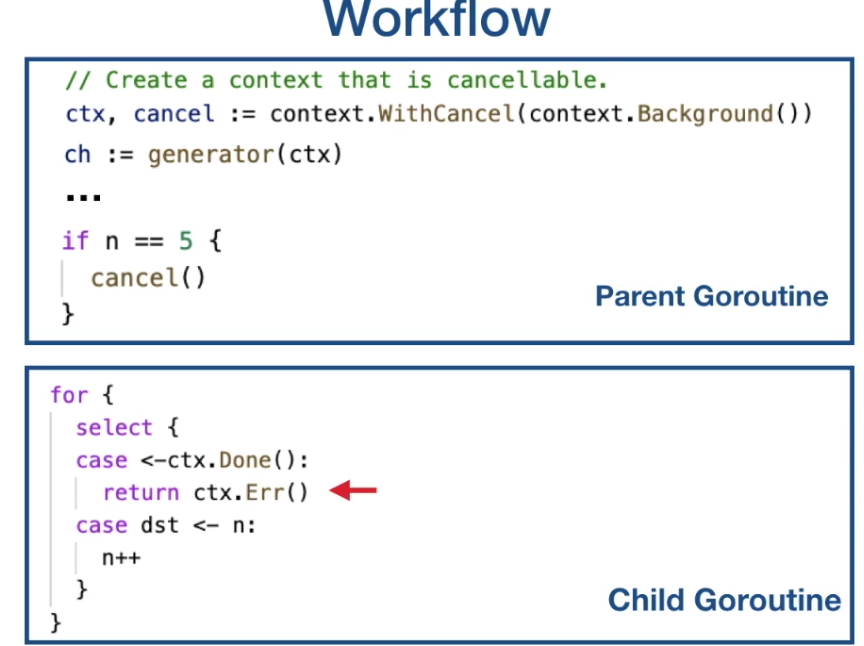 Workflow
// Create a context that is cancellable.
ctx, cancel := context.WithCancel(context.Background())
ch := generator(ctx)
...
if n == 5 {
cancel()
}
Parent Goroutine
for {
select {
case <-ctx.Done():
return ctx.Err()
case dst <- n:
n++
}
}
Child Goroutine